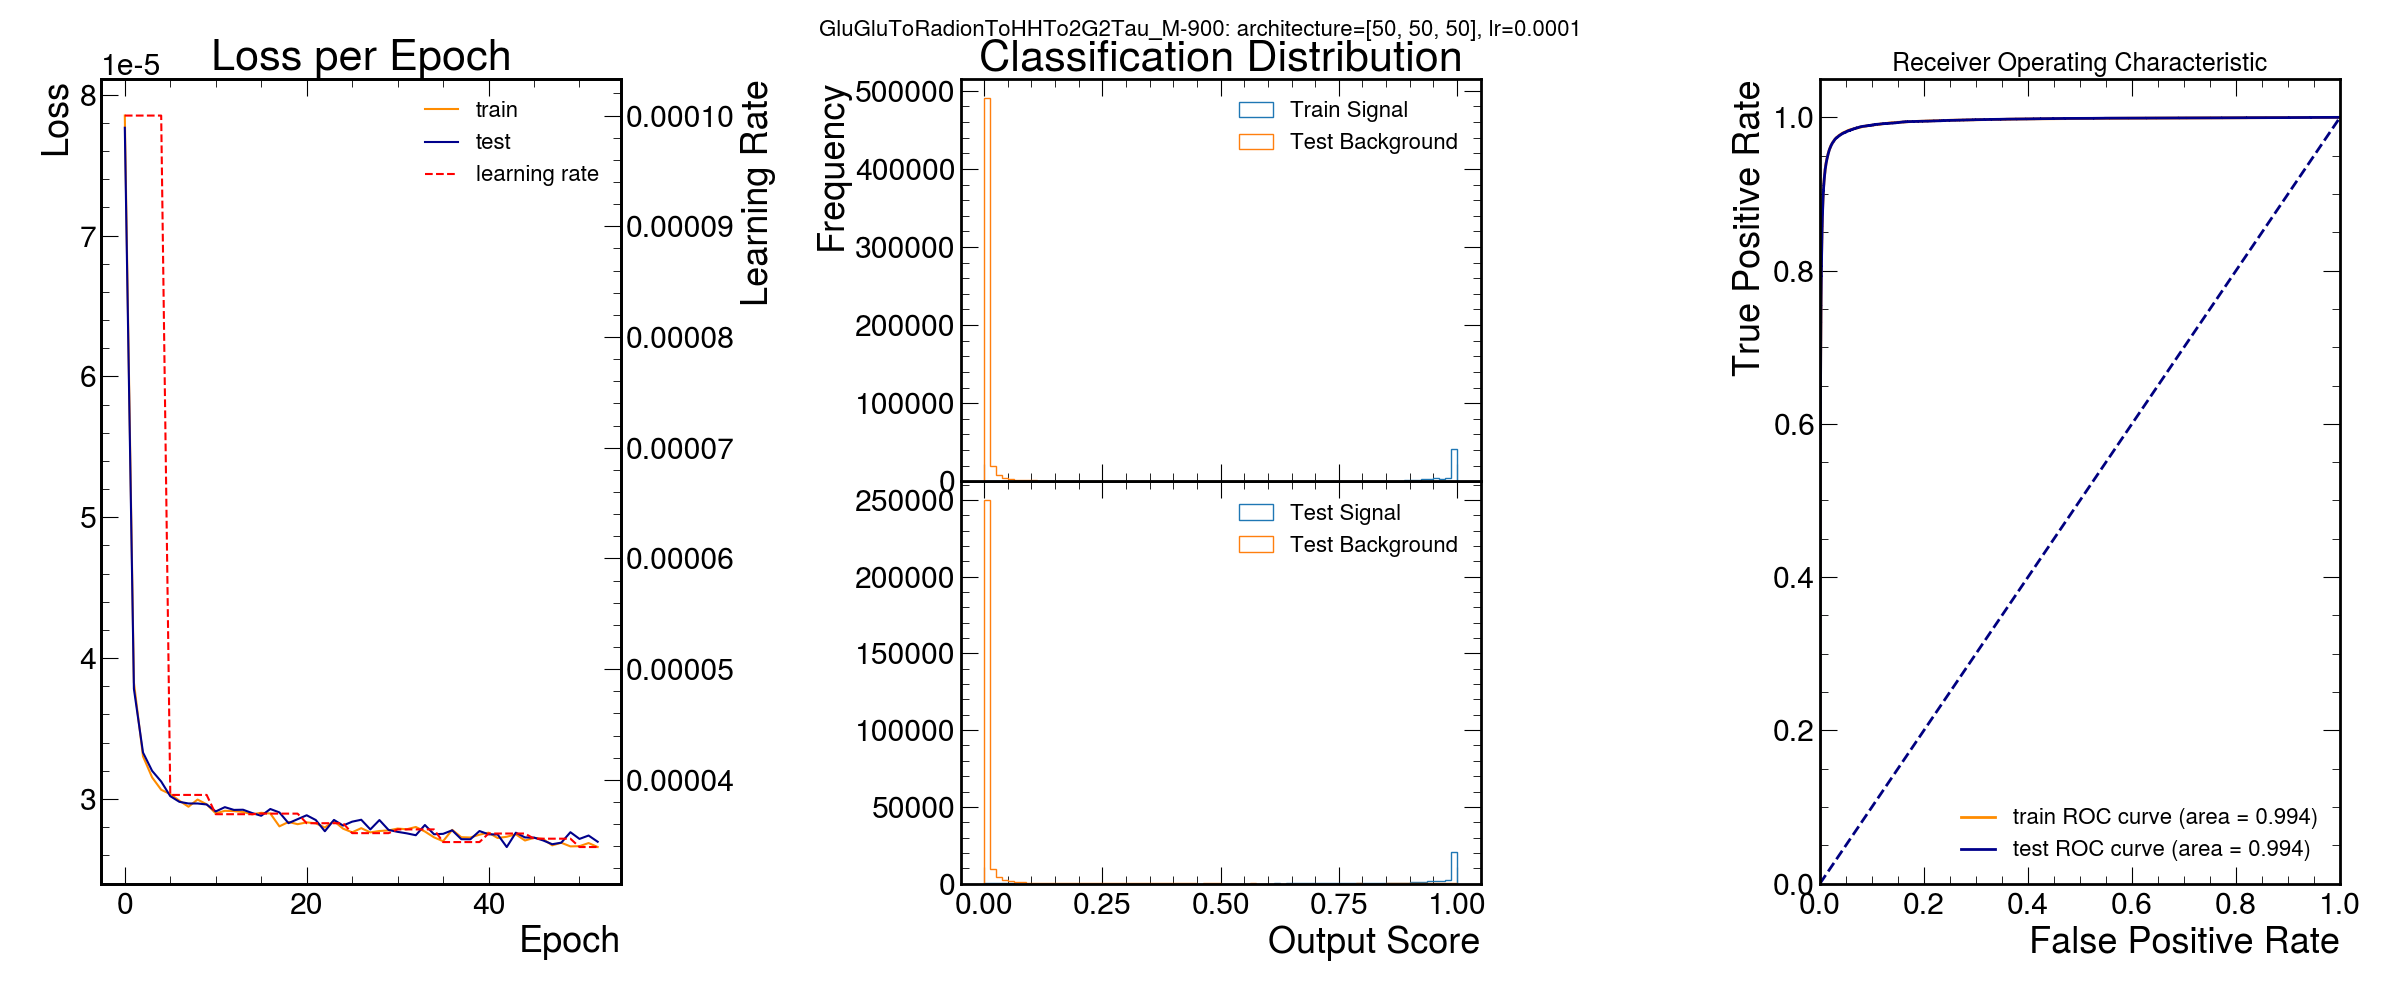 GluGluToRadionToHHTo2G2Tau_M-900: architecture=[50, 50, 50], lr=0.0001
Loss per Epoch
1e-5
Loss
8
7
6
5
4
3
train
test
learning rate
0.00010
0.00009
0.00008
0.00007
0.00006
0.00005
0.00004
Learning Rate
0
20
40
Epoch
Classification Distribution
Frequency
500000
400000
300000
200000
100000
0
Train Signal
Test Background
250000
200000
150000
100000
50000
0
Test Signal
Test Background
0.00
0.25
0.50
0.75
1.00
Output Score
Receiver Operating Characteristic
True Positive Rate
1.0
0.8
0.6
0.4
0.2
0.0
train ROC curve (area = 0.994)
test ROC curve (area = 0.994)
0.0
0.2
0.4
0.6
0.8
1.0
False Positive Rate